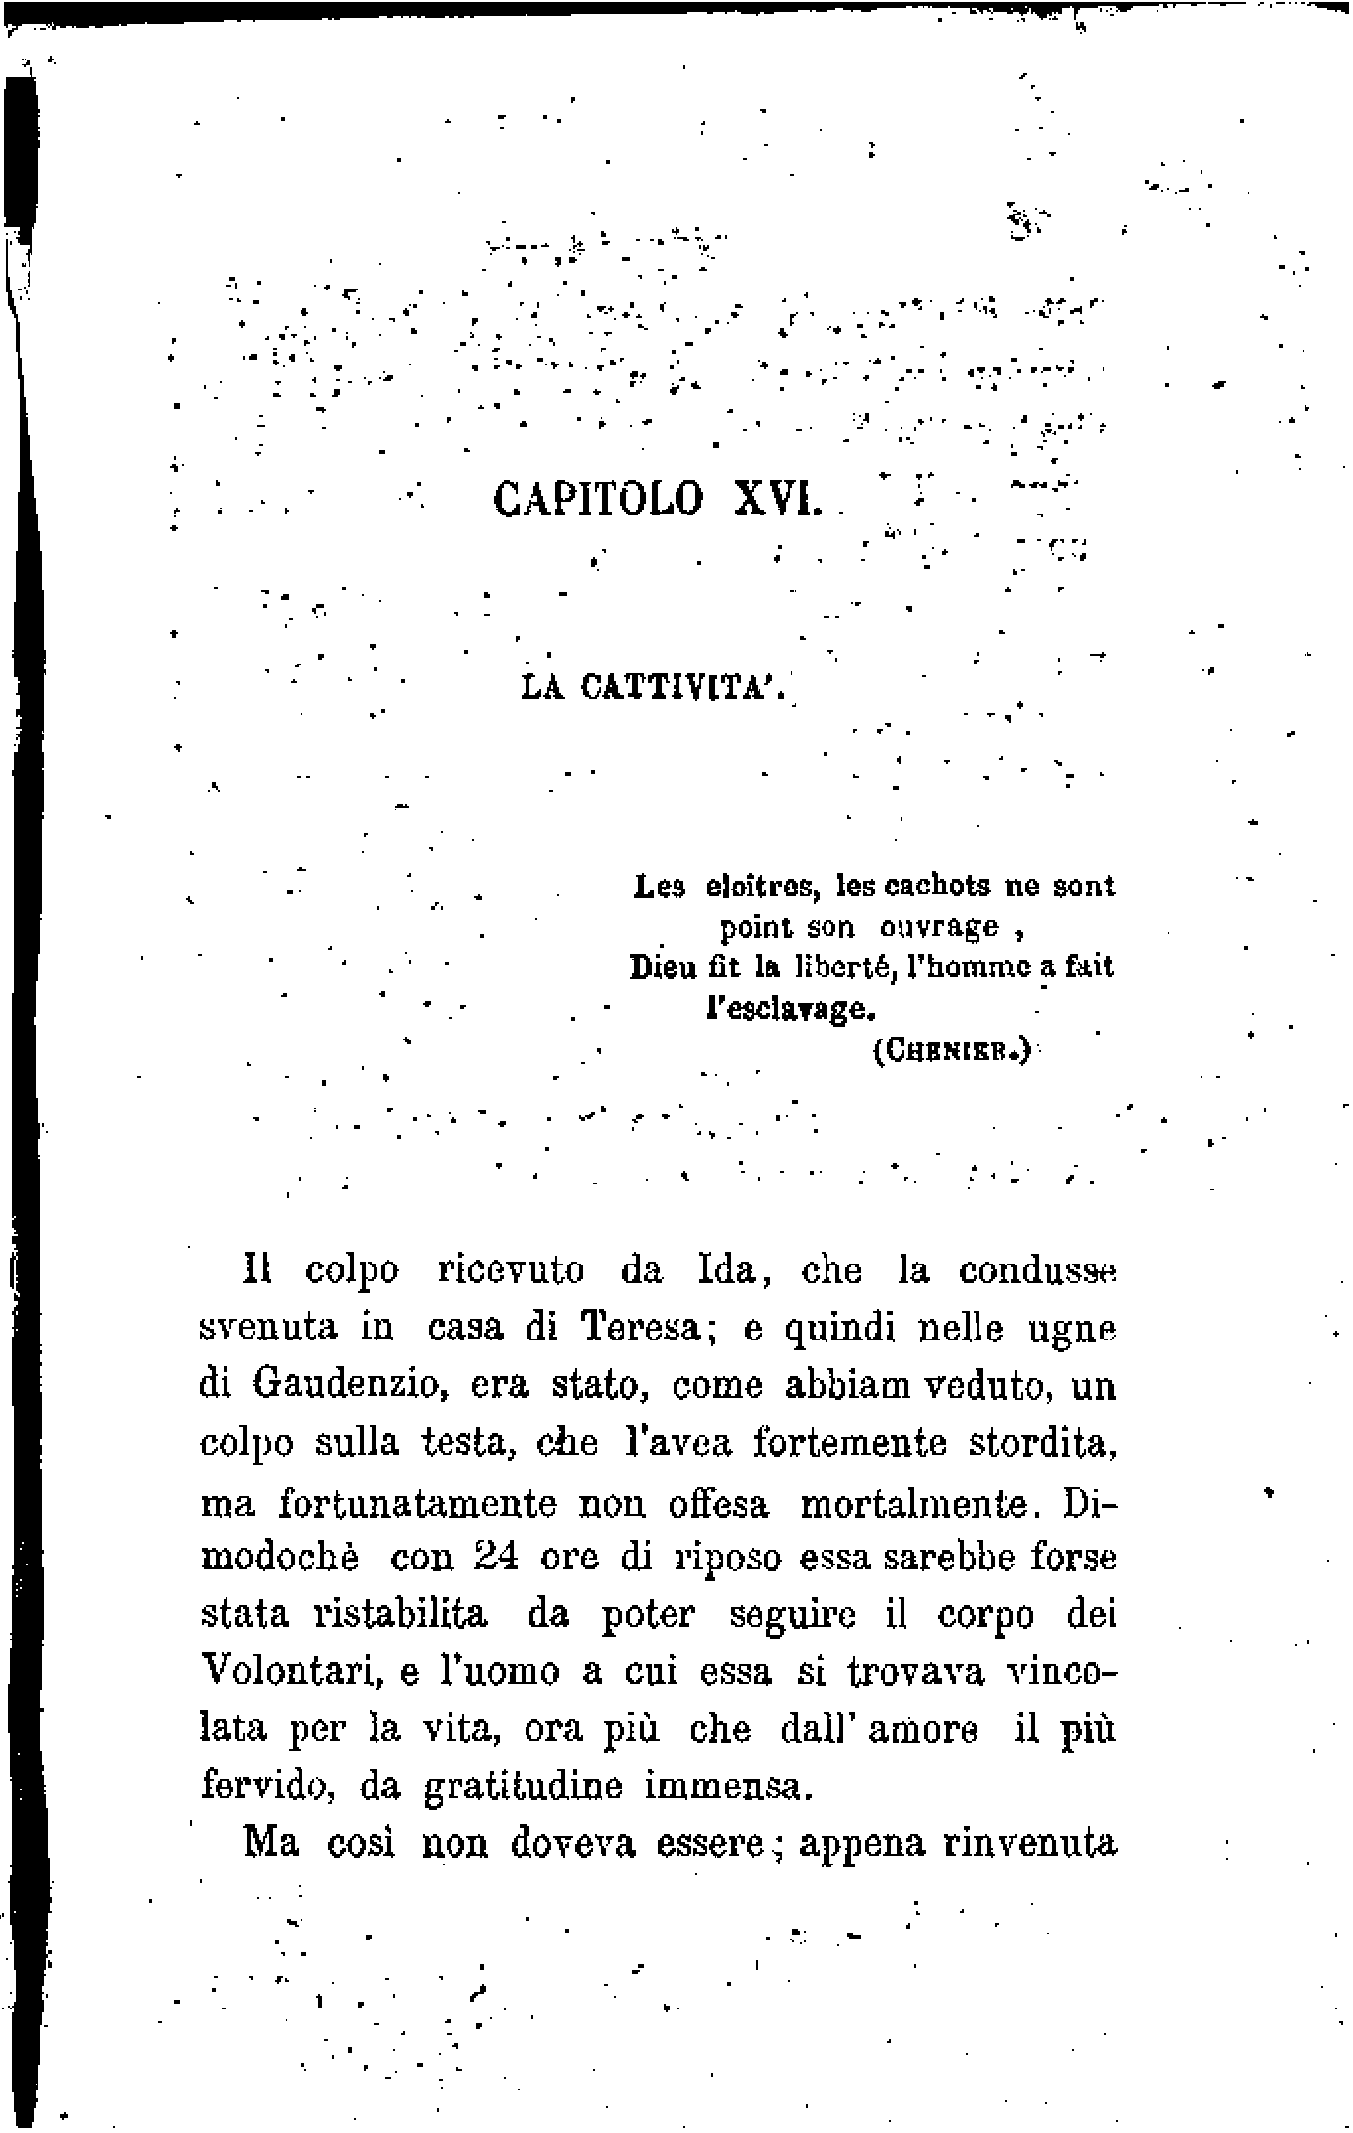 CAPITOLO XVI.
LA CATTIVITA'.
Les cloîtres, les cachots ne sont
point son ouvrage,
Dieu fit la liberté, l'homme a fait
l'esclavage.
(CHENIER.)
Il colpo ricevuto da Ida, che la condusse
svenuta in casa di Teresa; e quindi nelle ugne
di Gaudenzio, era stato, come abbiam veduto, un
colpo sulla testa, che l'avea fortemente stordita,
ma fortunatamente non offesa mortalmente. Di-
modochè con 24 ore di riposo essa sarebbe forse
stata ristabilita da poter seguire il corpo dei
Volontari, e l'uomo a cui essa si trovava vinco-
lata per la vita, ora più che dall'amore il più
fervido, da gratitudine immensa.
Ma così non doveva essere; appena rinvenuta